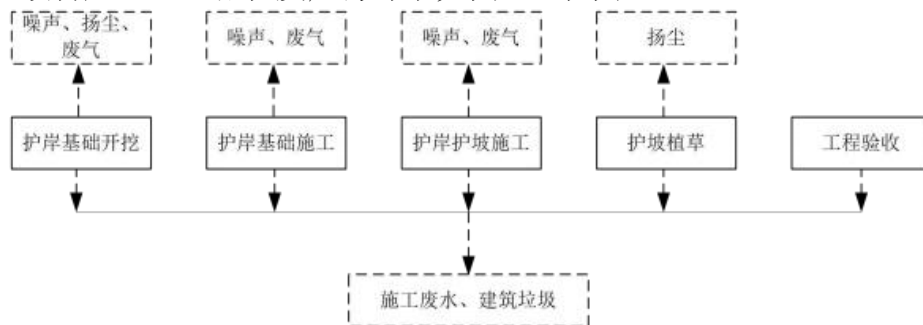 噪声、扬尘、
废气
噪声、废气
噪声、废气
扬尘
护岸基础开挖
护岸基础施工
护岸护坡施工
护坡植草
工程验收
施工废水、建筑垃圾